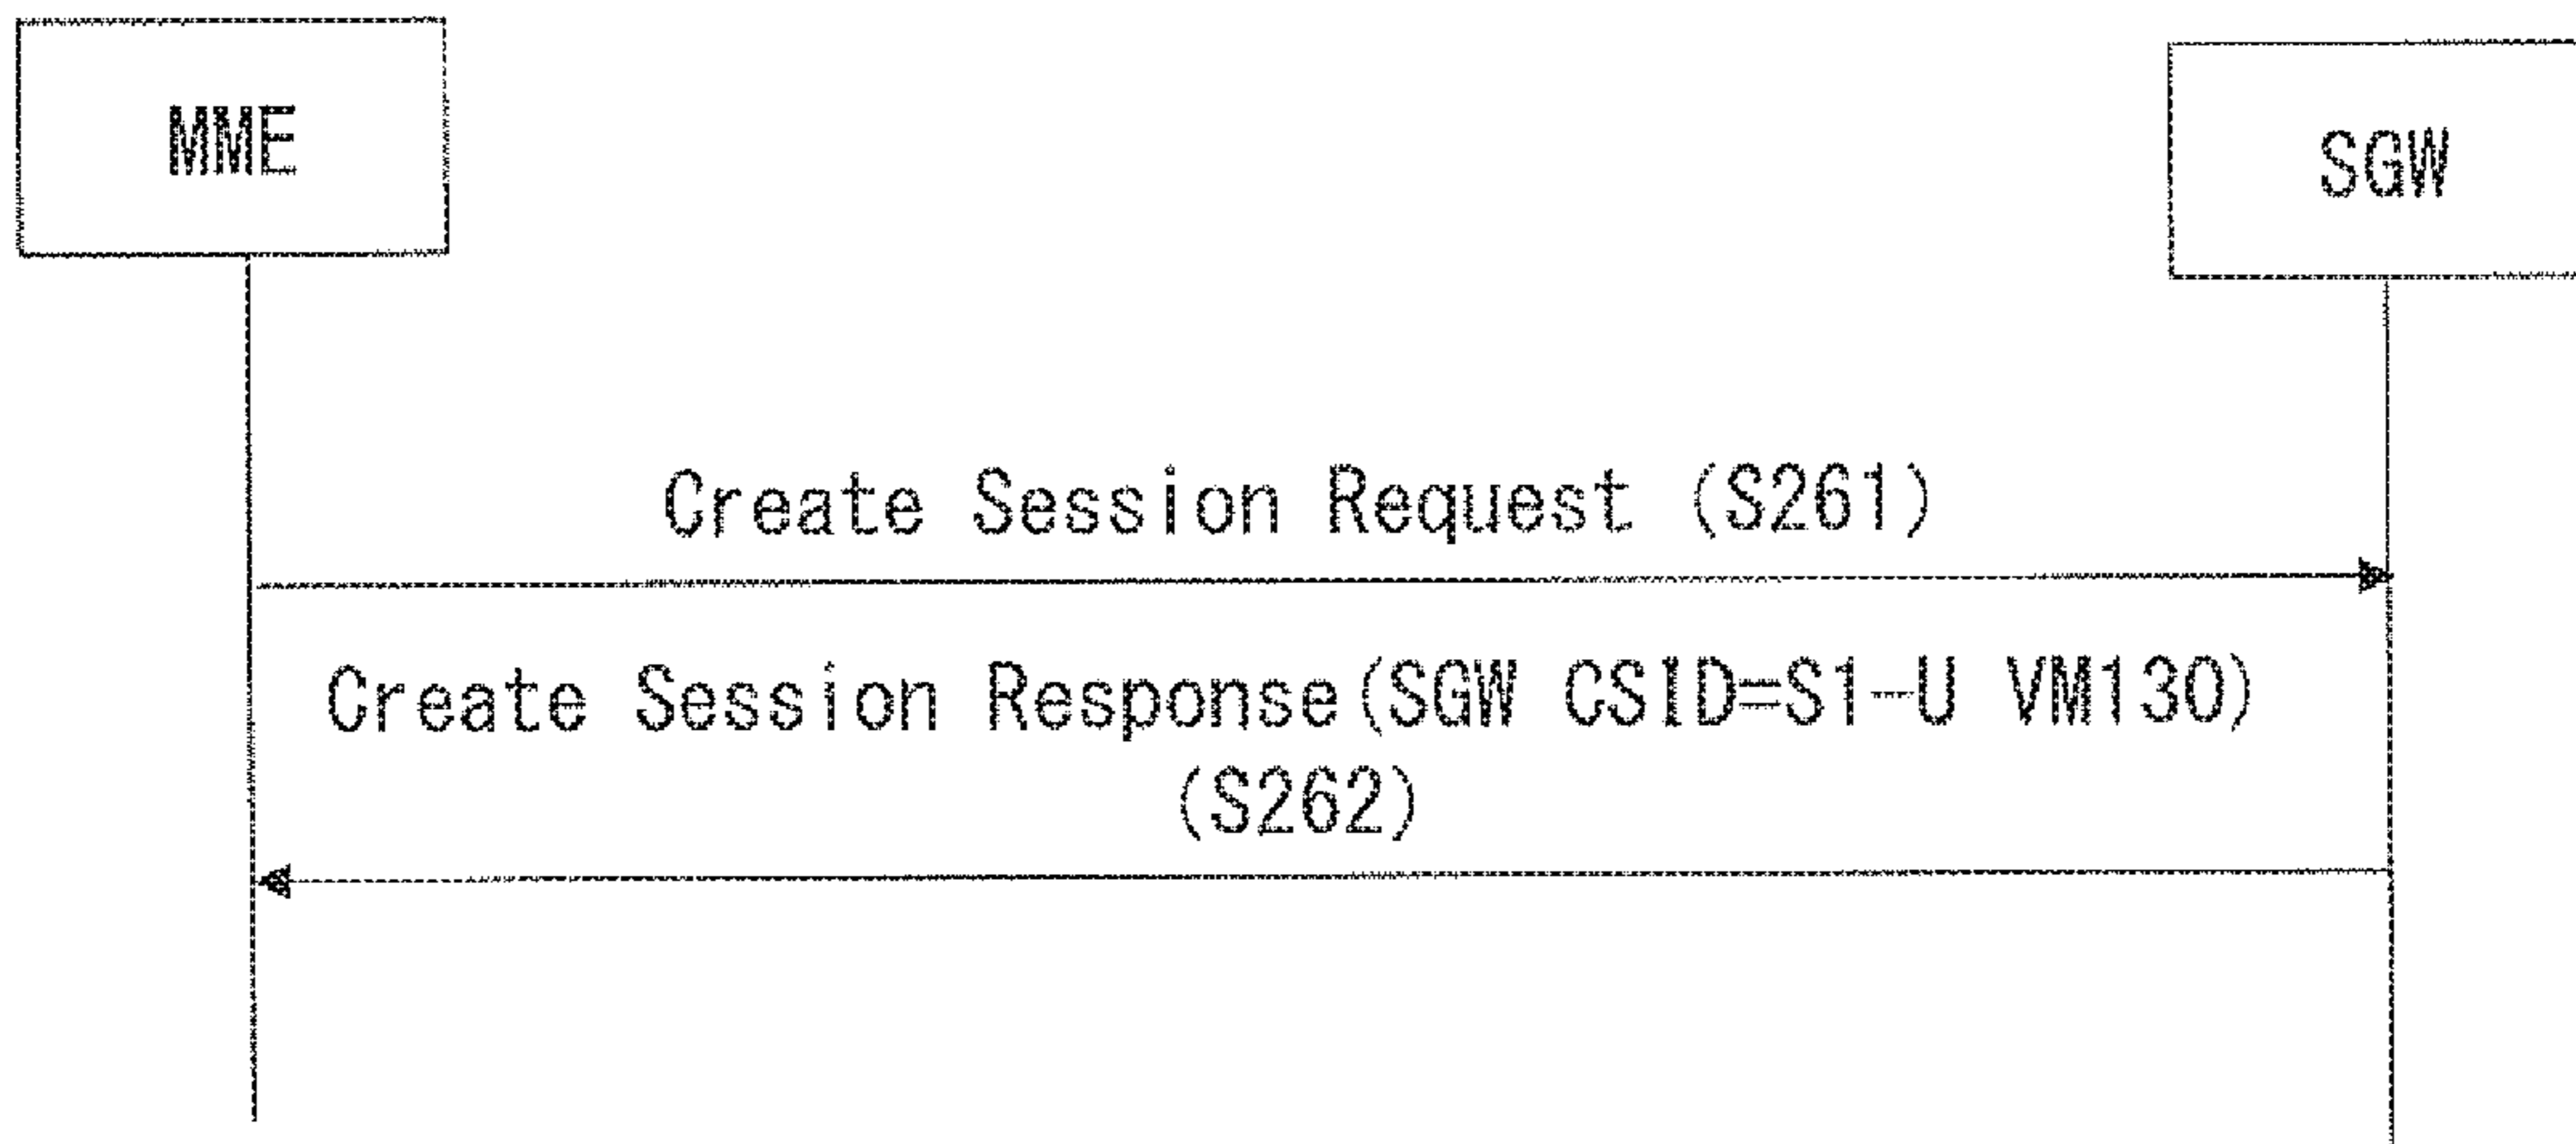 MME
SGW
Create Session Request (S261)
Create Session Response(SGW CSID=S1-U VM130)
(S262)